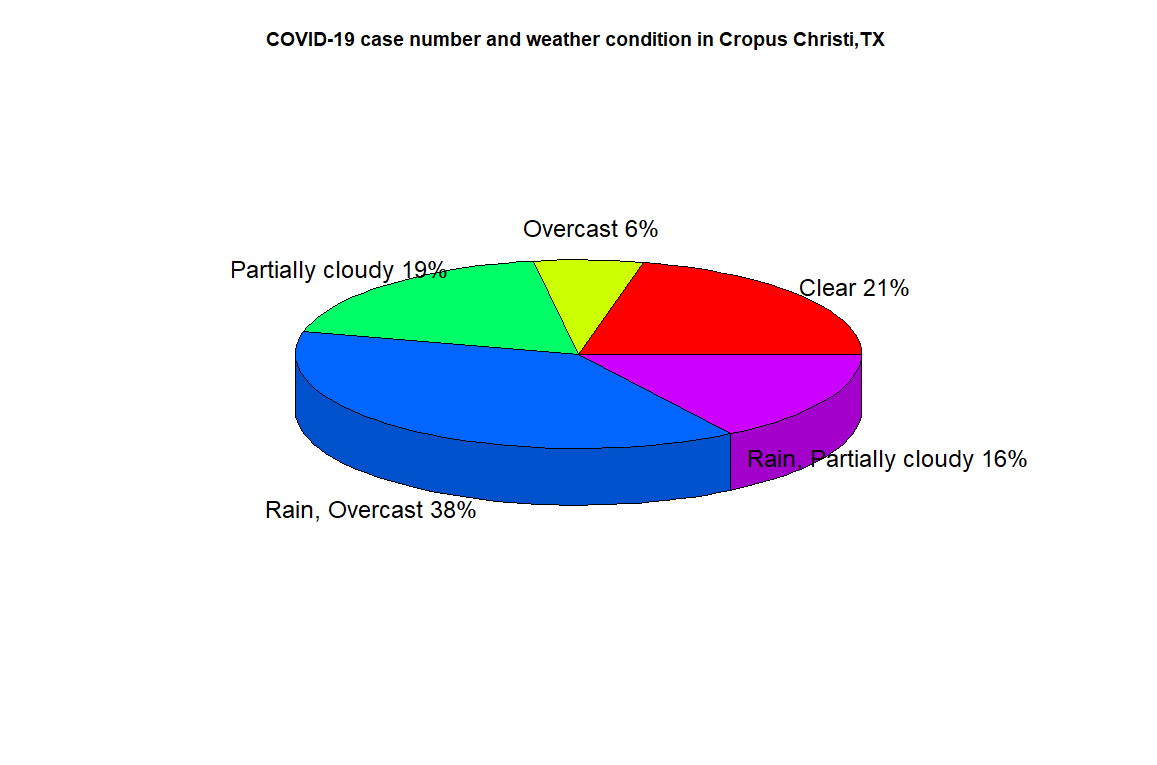 COVID-19 case number and weather condition in Cropus Christi,TX
Overcast 6%
Partially cloudy 19%
Clear 21%
Rain, Partially cloudy 16%
Rain, Overcast 38%